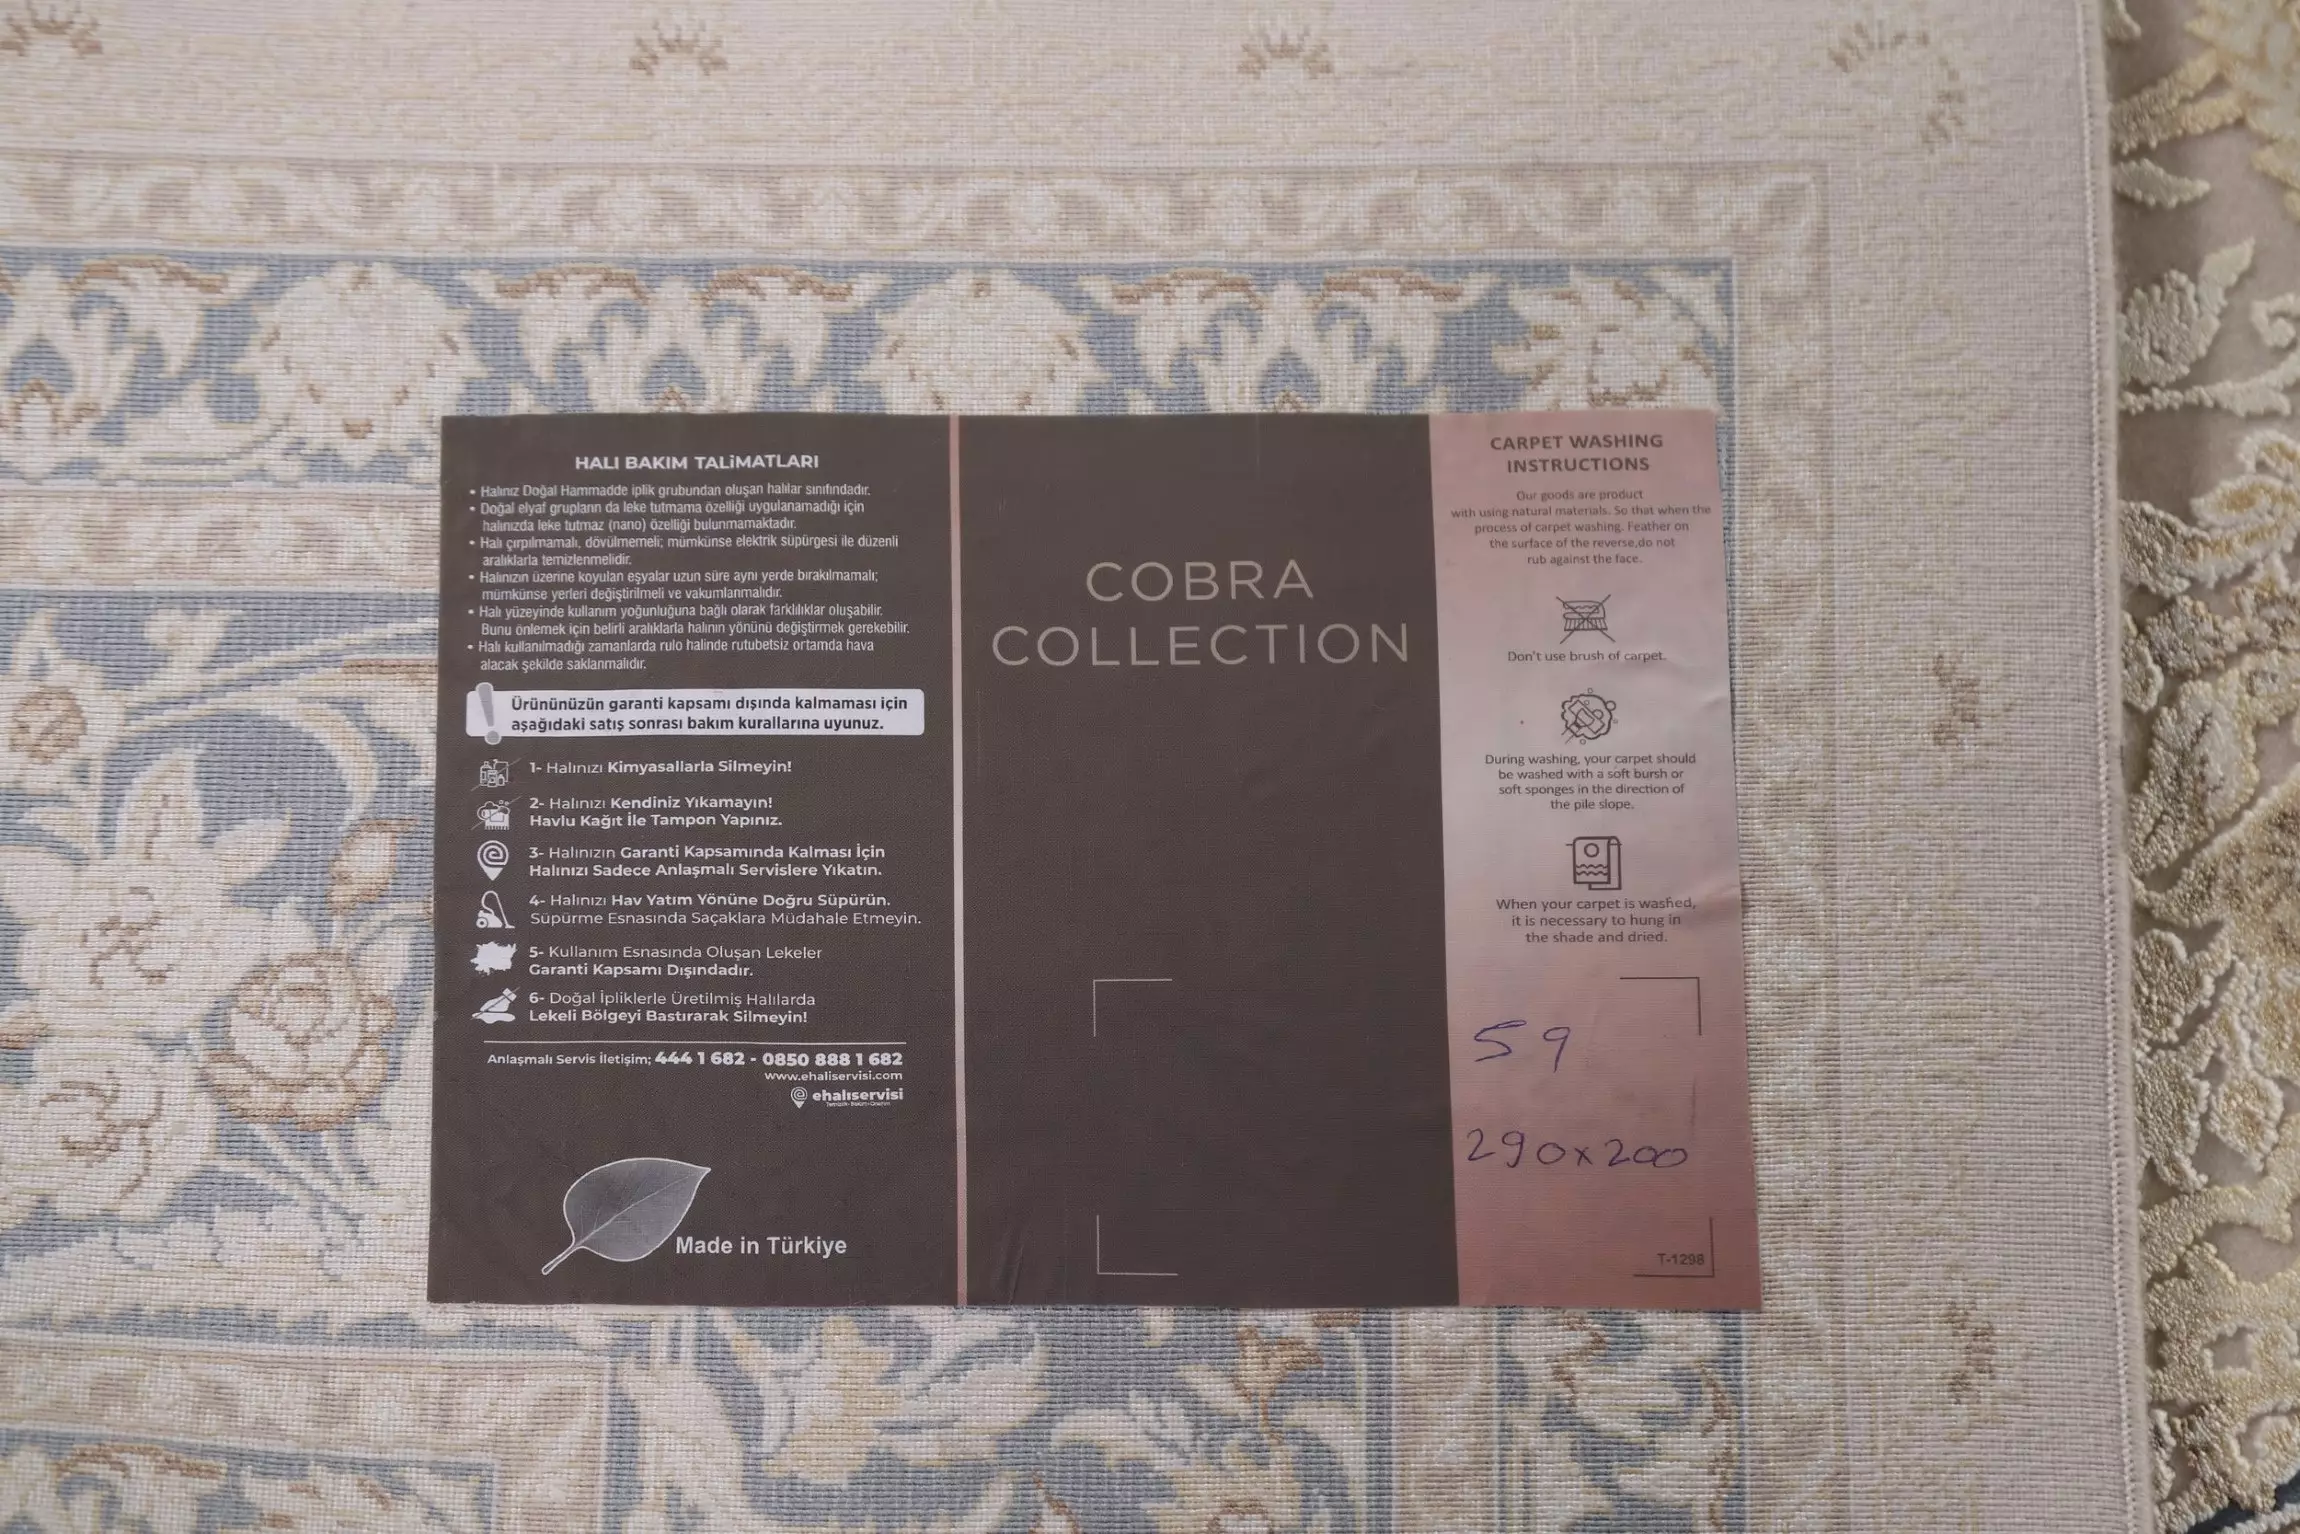 HALI BAKIM TALİMATLARI
• Halınız Doğal Hammadde iplik grubundan oluşan halılar sınıfındadır.
• Doğal elyaf grupların da leke tutmama özelliği uygulanamadığı için
halınızda leke tutmaz (nano) özelliği bulunmamaktadır.
• Halı çırpılmamalı, dövülmemeli; mümkünse elektrik süpürgesi ile düzenli
aralıklarla temizlenmelidir.
• Halınızın üzerine koyulan eşyalar uzun süre aynı yerde bırakılmamalı;
mümkünse yerleri değiştirilmeli ve vakumlanmalıdır.
• Halı yüzeyinde kullanım yoğunluğuna bağlı olarak farklılıklar oluşabilir.
Bunu önlemek için belirli aralıklarla halının yönünü değiştirmek gerekebilir.
• Halı kullanılmadığı zamanlarda rulo halinde rutubetsiz ortamda hava
alacak şekilde saklanmalıdır.
Ürününüzün garanti kapsamı dışında kalmaması için
aşağıdaki satış sonrası bakım kurallarına uyunuz.
1- Halınızı Kimyasallarla Silmeyin!
2- Halınızı Kendiniz Yıkamayın!
Havlu Kağıt İle Tampon Yapınız.
3- Halınızın Garanti Kapsamında Kalması İçin
Halınızı Sadece Anlaşmalı Servislere Yıkatın.
4- Halınızı Hav Yatım Yönüne Doğru Süpürün.
Süpürme Esnasında Saçaklara Müdahale Etmeyin.
5- Kullanım Esnasında Oluşan Lekeler
Garanti Kapsamı Dışındadır.
6- Doğal İpliklerle Üretilmiş Halılarda
Lekeli Bölgeyi Bastırarak Silmeyin!
Anlaşmalı Servis İletişim; 444 1 682 - 0850 888 1 682
www.ehaliservisi.com
ehalıservisi
Made in Türkiye
COBRA
COLLECTION
CARPET WASHING
INSTRUCTIONS
Our goods are product
with using natural materials. So that when the
process of carpet washing. Feather on
the surface of the reverse,do not
rub against the face.
Don't use brush of carpet.
During washing, your carpet should
be washed with a soft bursh or
soft sponges in the direction of
the pile slope.
When your carpet is washed,
it is necessary to hung in
the shade and dried.
59
290x200
T-1298